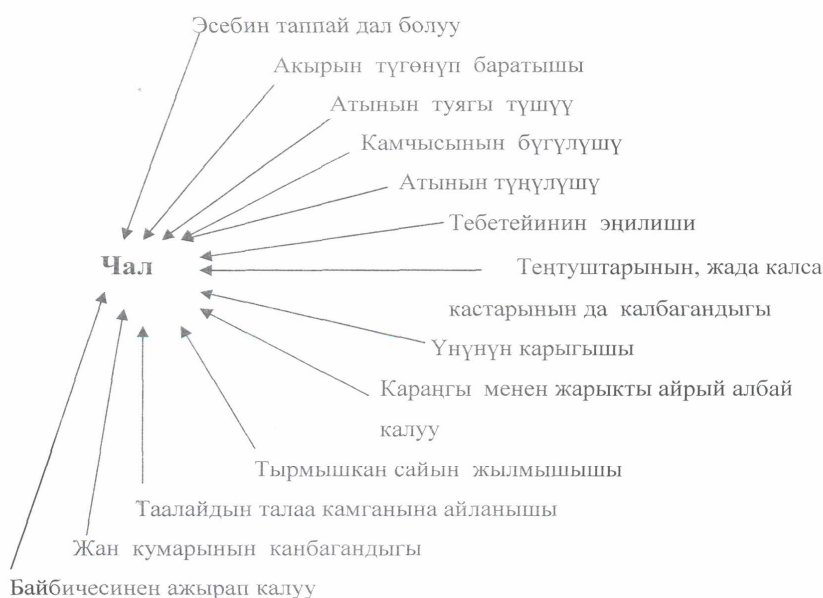 Эсебин таппай дал болуу
Акырын түгөнүп баратышы
Атынын туягы түшүү
Камчысынын бүгүлүшү
Атынын түңүлүшү
Тебетейинин эңилиши
Чал
Теңтуштарынын, жада калса
кастарынын да калбагандыгы
Үнүнүн карыгышы
Караңгы менен жарыкты айрый албай
калуу
Тырмышкан сайын жылмышышы
Таалайдын талаа камганына айланышы
Жан кумарынын канбагандыгы
Байбичесинен ажырап калуу